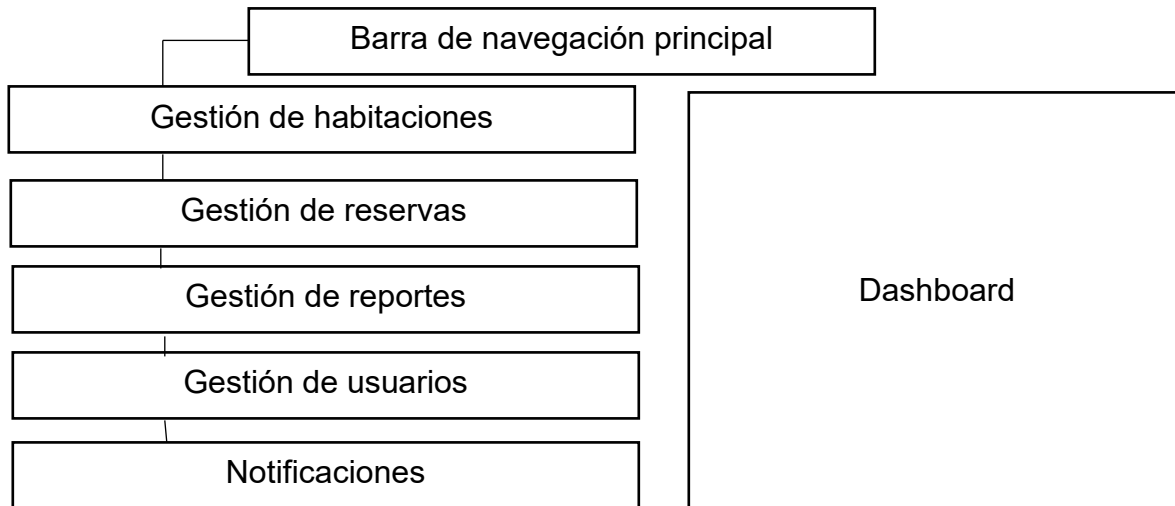 Barra de navegación principal
Gestión de habitaciones
Gestión de reservas
Gestión de reportes
Dashboard
Gestión de usuarios
Notificaciones